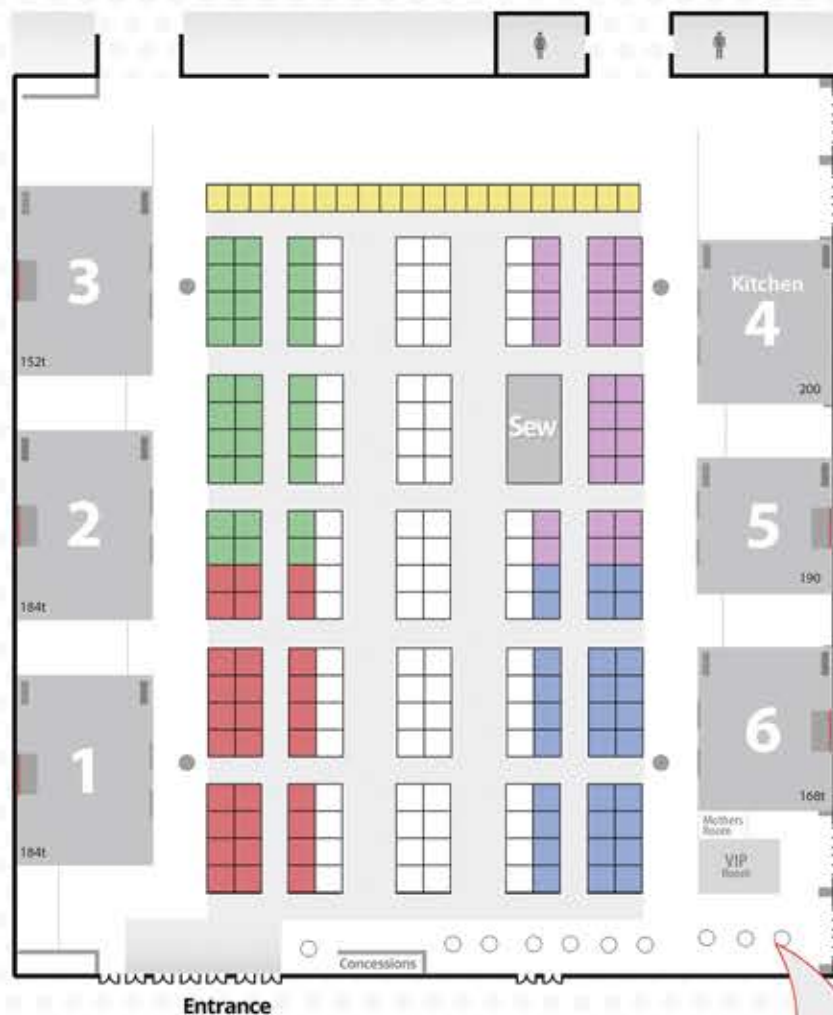 3
152t
Kitchen
4
200
Sew
2
184t
5
190
1
184t
6
168t
Mothers
Room
VIP
Room
Concessions
Entrance